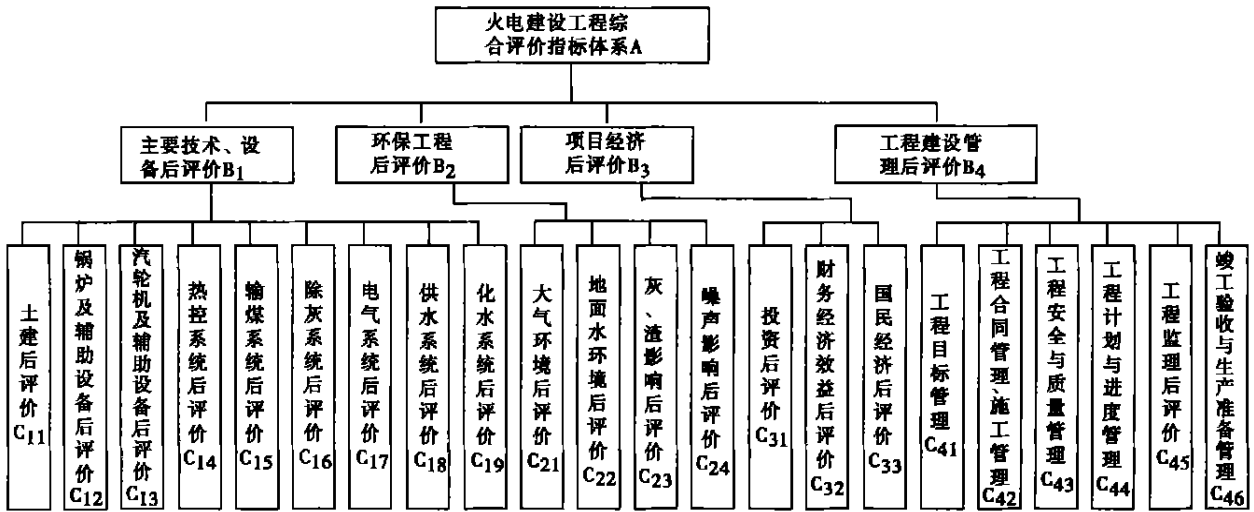 火电建设工程综
合评价指标体系A
主要技术、设
备后评价B1
环保工程
后评价B2
项目经济
后评价B3
工程建设管
理后评价B4
土建后评价C11
锅炉及辅助设备后评价C12
汽轮机及辅助设备后评价C13
热控系统后评价C14
输煤系统后评价C15
除灰系统后评价C16
电气系统后评价C17
供水系统后评价C18
化水系统后评价C19
大气环境后评价C21
地面水环境后评价C22
灰、渣影响后评价C23
噪声影响后评价C24
投资后评价C31
财务经济效益后评价C32
国民经济后评价C33
工程目标管理C41
工程合同管理、施工管理C42
工程安全与质量管理C43
工程计划与进度管理C44
工程监理后评价C45
竣工验收与生产准备管理C46